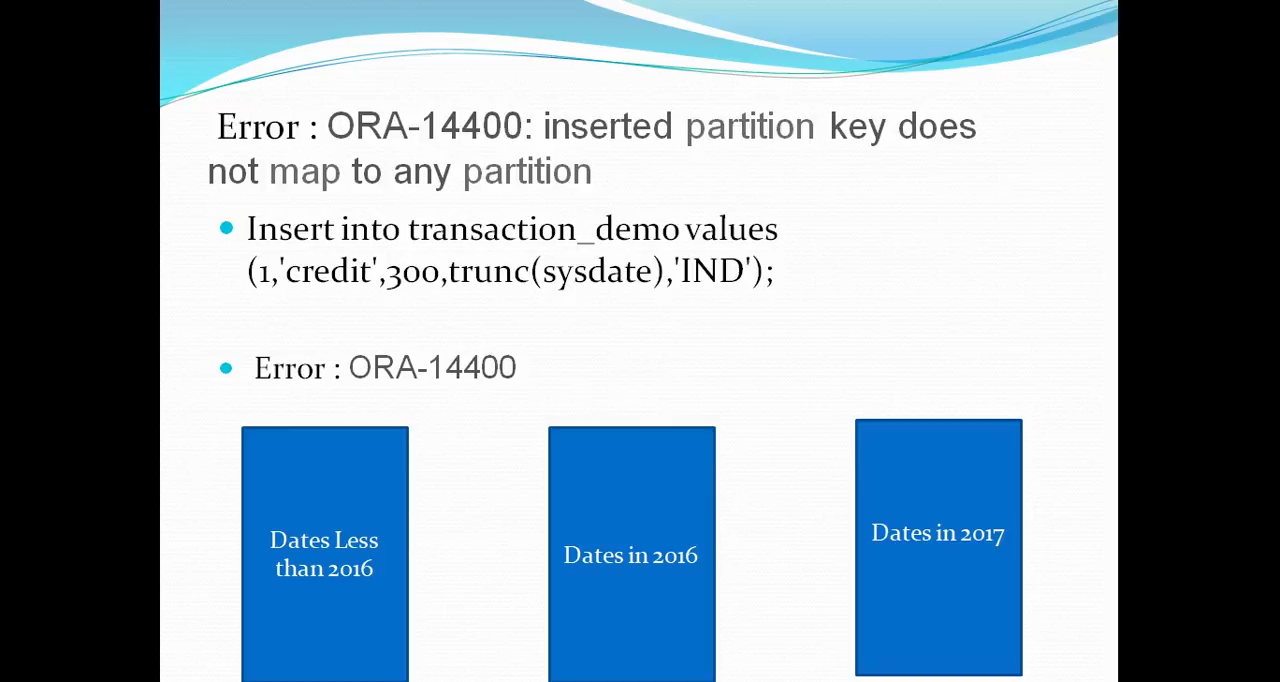 Error : ORA-14400: inserted partition key does
not map to any partition
Insert into transaction_demo values
(1,'credit',300,trunc(sysdate),'IND');
Error : ORA-14400
Dates Less
than 2016
Dates in 2016
Dates in 2017